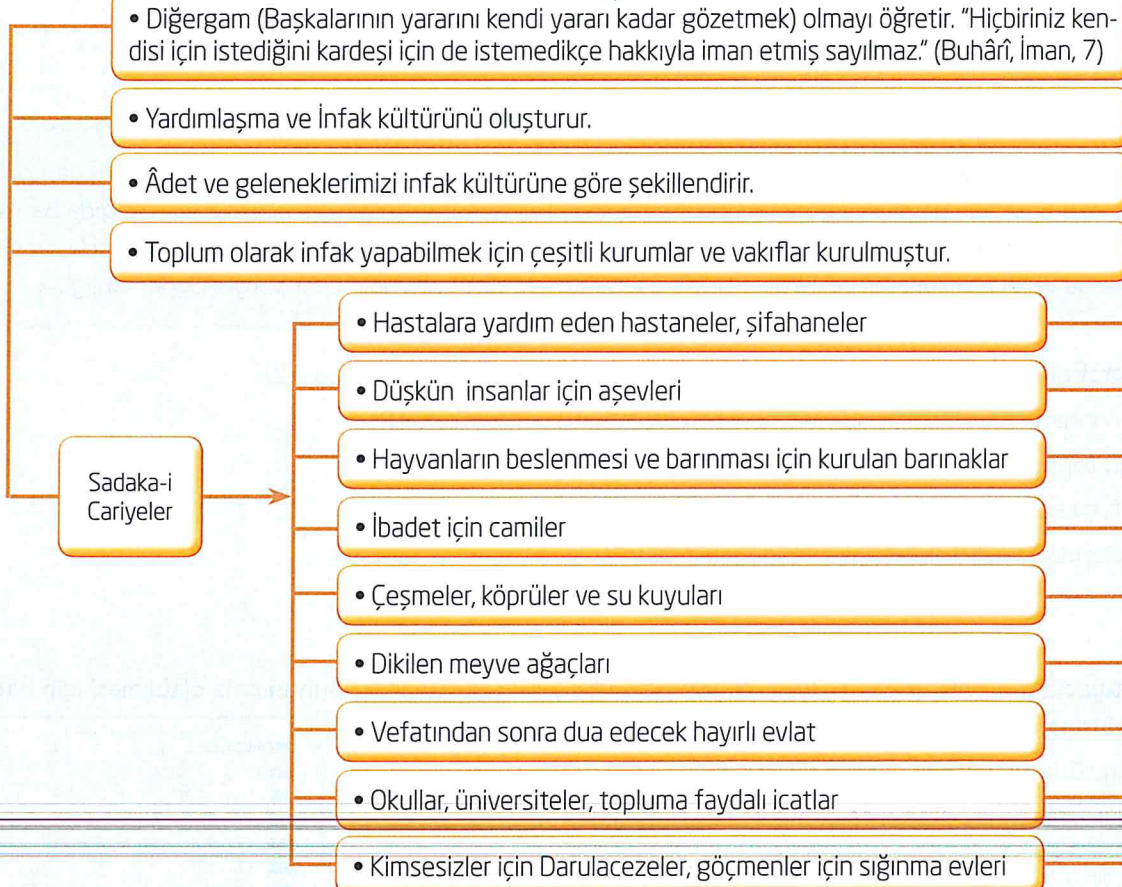 • Diğergam (Başkalarının yararını kendi yararı kadar gözetmek) olmayı öğretir. "Hiçbiriniz ken-
disi için istediğini kardeşi için de istemedikçe hakkıyla iman etmiş sayılmaz." (Buhârî, İman, 7)
• Yardımlaşma ve İnfak kültürünü oluşturur.
• Âdet ve geleneklerimizi infak kültürüne göre şekillendirir.
• Toplum olarak infak yapabilmek için çeşitli kurumlar ve vakıflar kurulmuştur.
Sadaka-i
Cariyeler
• Hastalara yardım eden hastaneler, şifahaneler
• Düşkün insanlar için aşevleri
• Hayvanların beslenmesi ve barınması için kurulan barınaklar
• İbadet için camiler
• Çeşmeler, köprüler ve su kuyuları
• Dikilen meyve ağaçları
• Vefatından sonra dua edecek hayırlı evlat
• Okullar, üniversiteler, topluma faydalı icatlar
• Kimsesizler için Darulacezeler, göçmenler için sığınma evleri